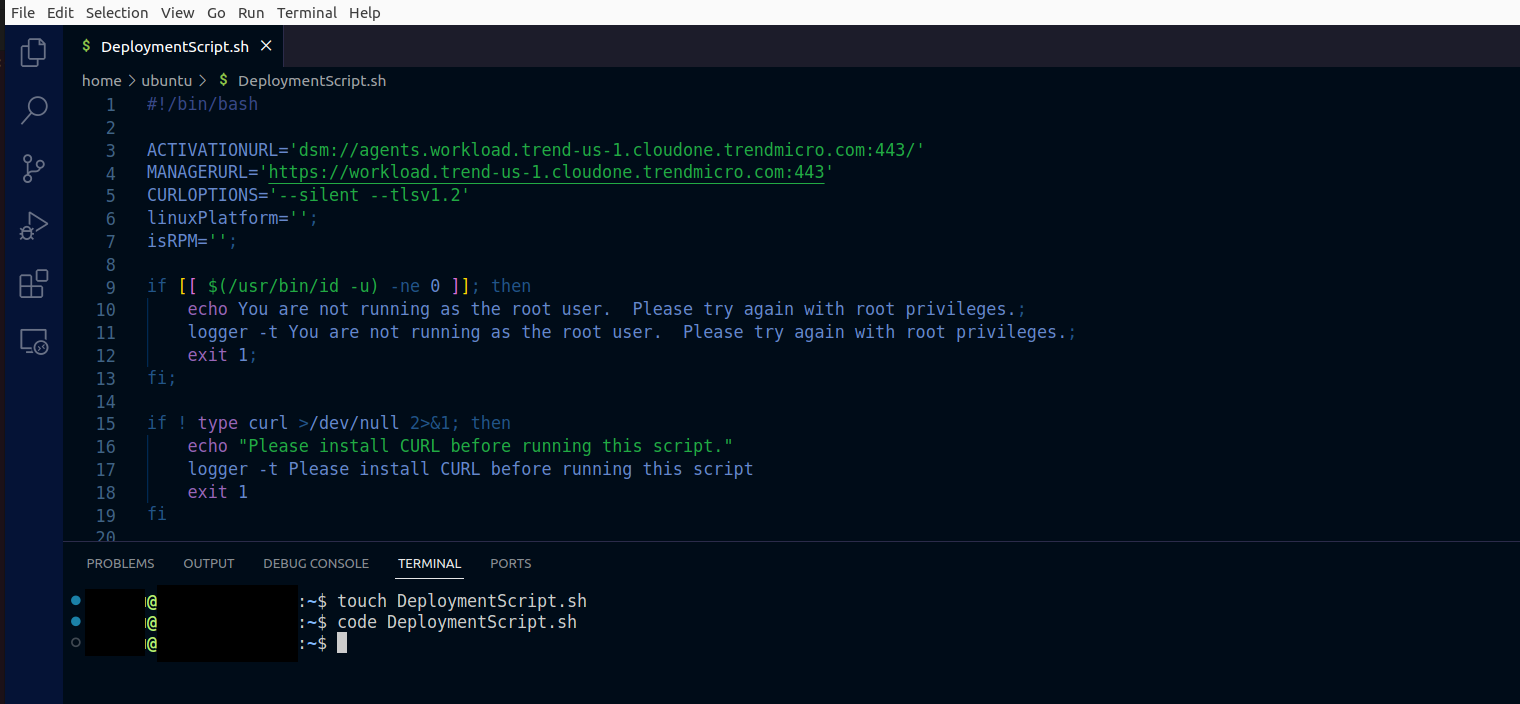 File Edit Selection View Go Run Terminal Help
$ DeploymentScript.sh ×
home > ubuntu > $ DeploymentScript.sh
1 #!/bin/bash
2
3 ACTIVATIONURL='dsm://agents.workload.trend-us-1.cloudone.trendmicro.com:443/'
4 MANAGERURL='https://workload.trend-us-1.cloudone.trendmicro.com:443'
5 CURLOPTIONS='--silent --tlsv1.2'
6 linuxPlatform='';
7 isRPM='';
8
9 if [[ $(/usr/bin/id -u) -ne 0 ]]; then
10     echo You are not running as the root user.  Please try again with root privileges.;
11     logger -t You are not running as the root user.  Please try again with root privileges.;
12     exit 1;
13 fi;
14
15 if ! type curl >/dev/null 2>&1; then
16     echo "Please install CURL before running this script."
17     logger -t Please install CURL before running this script
18     exit 1
19 fi
20
PROBLEMS OUTPUT DEBUG CONSOLE TERMINAL PORTS
@ :~$ touch DeploymentScript.sh
@ :~$ code DeploymentScript.sh
@ :~$